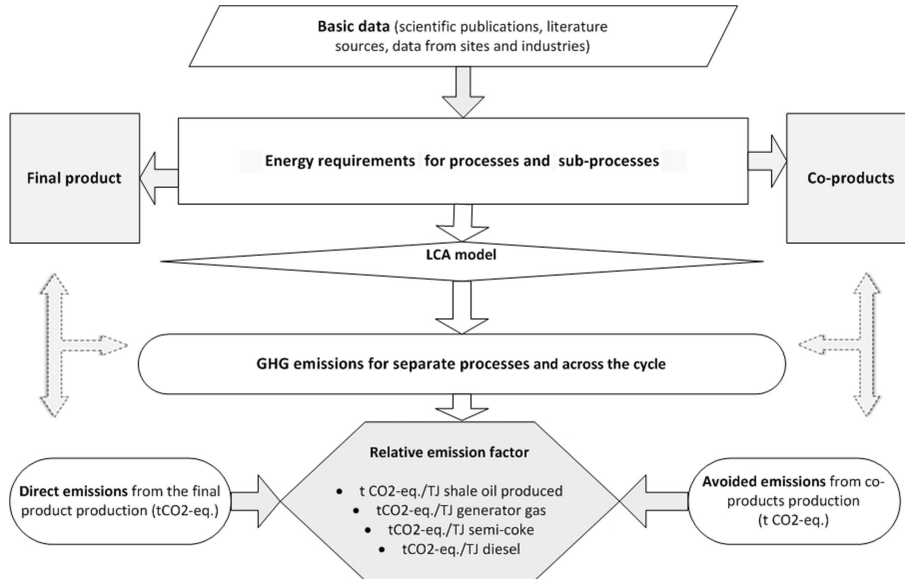 Basic data (scientific publications, literature
sources, data from sites and industries)
Energy requirements for processes and sub-processes
Final product
Co-products
LCA model
GHG emissions for separate processes and across the cycle
Relative emission factor
• t CO2-eq./TJ shale oil produced
• tCO2-eq./TJ generator gas
• tCO2-eq./TJ semi-coke
• tCO2-eq./TJ diesel
Direct emissions from the final
product production (tCO2-eq.)
Avoided emissions from co-
products production
(t CO2-eq.)